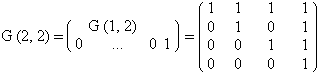 G (2, 2) = ( G (1, 2)
0 ... 0 1 ) =
( 1 1 1 1
0 1 0 1
0 0 1 1
0 0 0 1 )